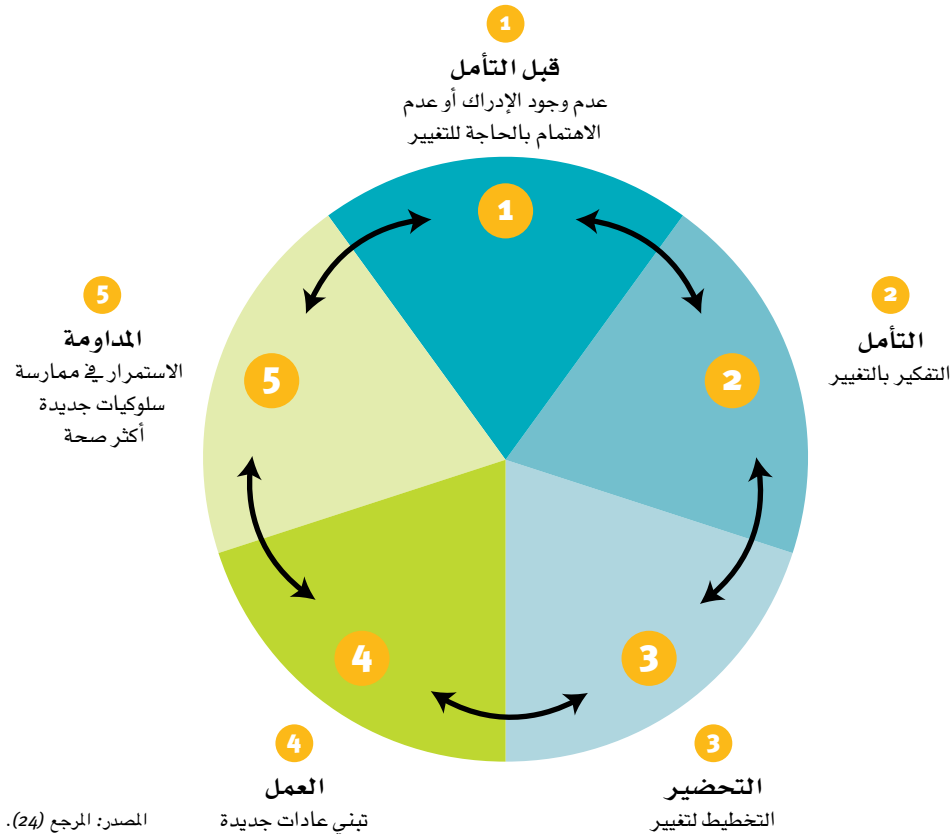 1
قبل التأمل
عدم وجود الإدراك أو عدم
الاهتمام بالحاجة للتغيير
1
2
التأمل
التفكير بالتغيير
2
3
3
التحضير
التخطيط لتغيير
4
4
العمل
تبني عادات جديدة
5
5
المداومة
الاستمرار في ممارسة
سلوكيات جديدة
أكثر صحة
المصدر: المرجع (24).